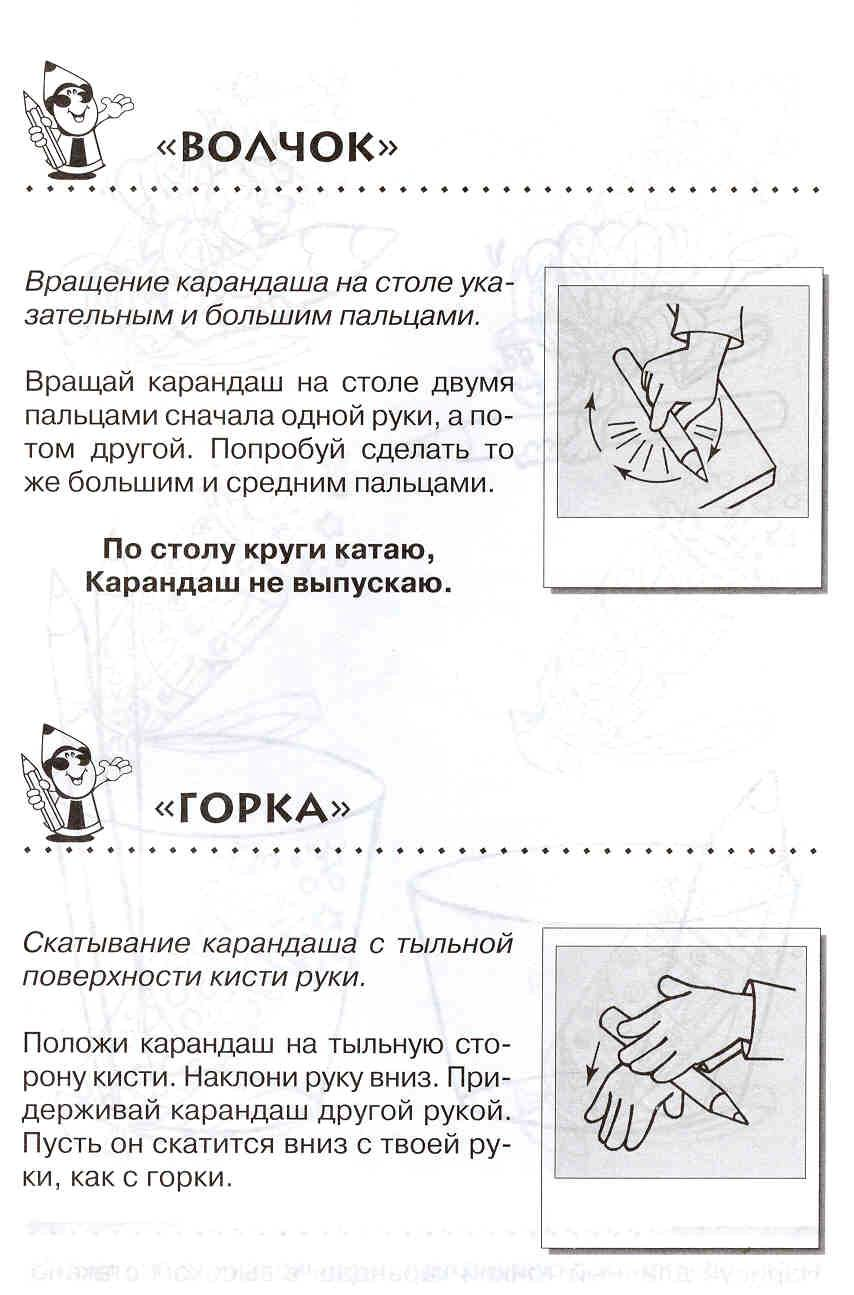 «ВОЛЧОК»
Вращение карандаша на столе ука-
зательным и большим пальцами.
Вращай карандаш на столе двумя
пальцами сначала одной руки, а по-
том другой. Попробуй сделать то
же большим и средним пальцами.
По столу круги катаю,
Карандаш не выпускаю.
«ГОРКА»
Скатывание карандаша с тыльной
поверхности кисти руки.
Положи карандаш на тыльную сто-
рону кисти. Наклони руку вниз. При-
держивай карандаш другой рукой.
Пусть он скатится вниз с твоей ру-
ки, как с горки.